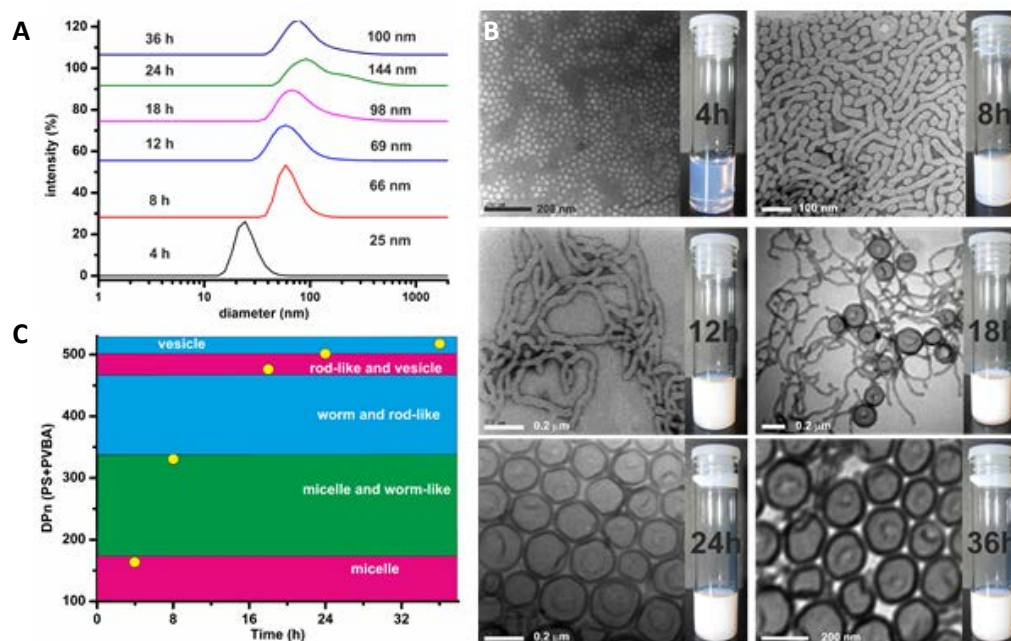 A
120
100
80
60
40
20
0
intensity (%)
36 h
100 nm
24 h
144 nm
18 h
98 nm
12 h
69 nm
8 h
66 nm
4 h
25 nm
1
10
100
1000
diameter (nm)
B
4h
200 nm
8h
100 nm
12h
0.2 μm
18h
0.2 μm
24h
0.2 μm
36h
200 nm
C
500
400
300
200
100
DPn (PS+PVBA)
vesicle
rod-like and vesicle
worm and rod-like
micelle and worm-like
micelle
0
8
16
24
32
Time (h)